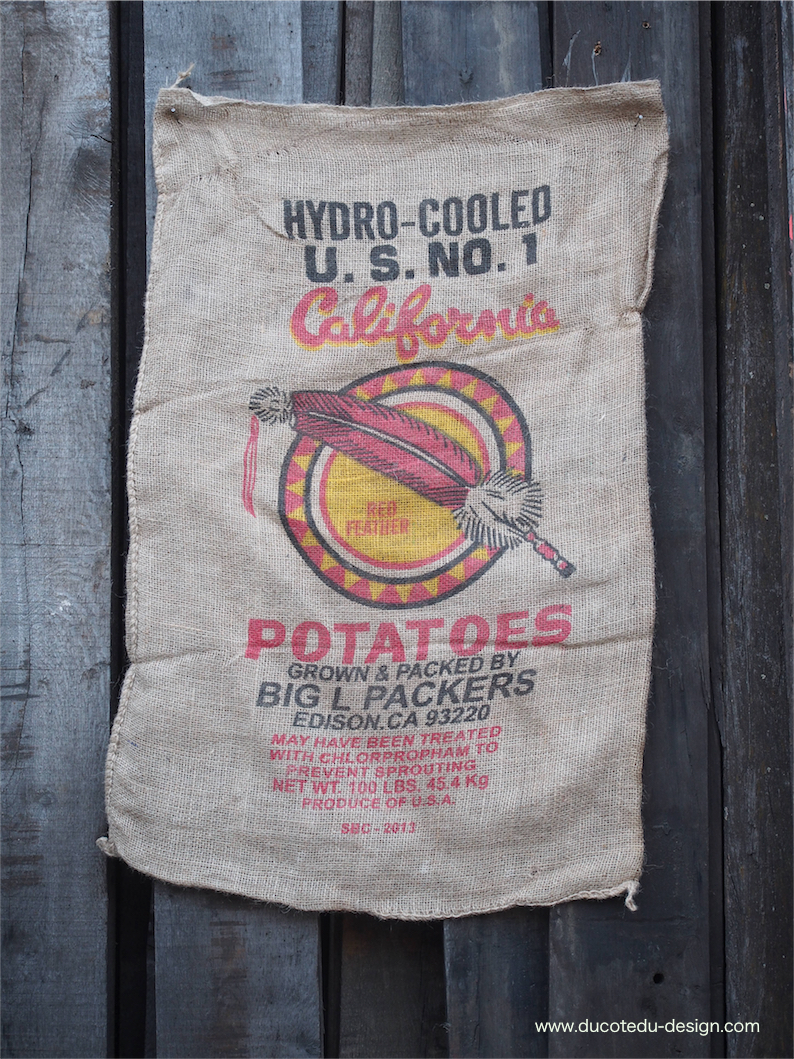 HYDRO-COOLED
U. S. NO. 1
California
RED
FEATHER
POTATOES
GROWN & PACKED BY
BIG L PACKERS
EDISON, CA 93220
MAY HAVE BEEN TREATED
WITH CHLORPROPHAM TO
PREVENT SPROUTING
NET WT. 100 LBS. 45.4 Kg
PRODUCE OF U.S.A.
SBC - 2013
www.ducotedu-design.com